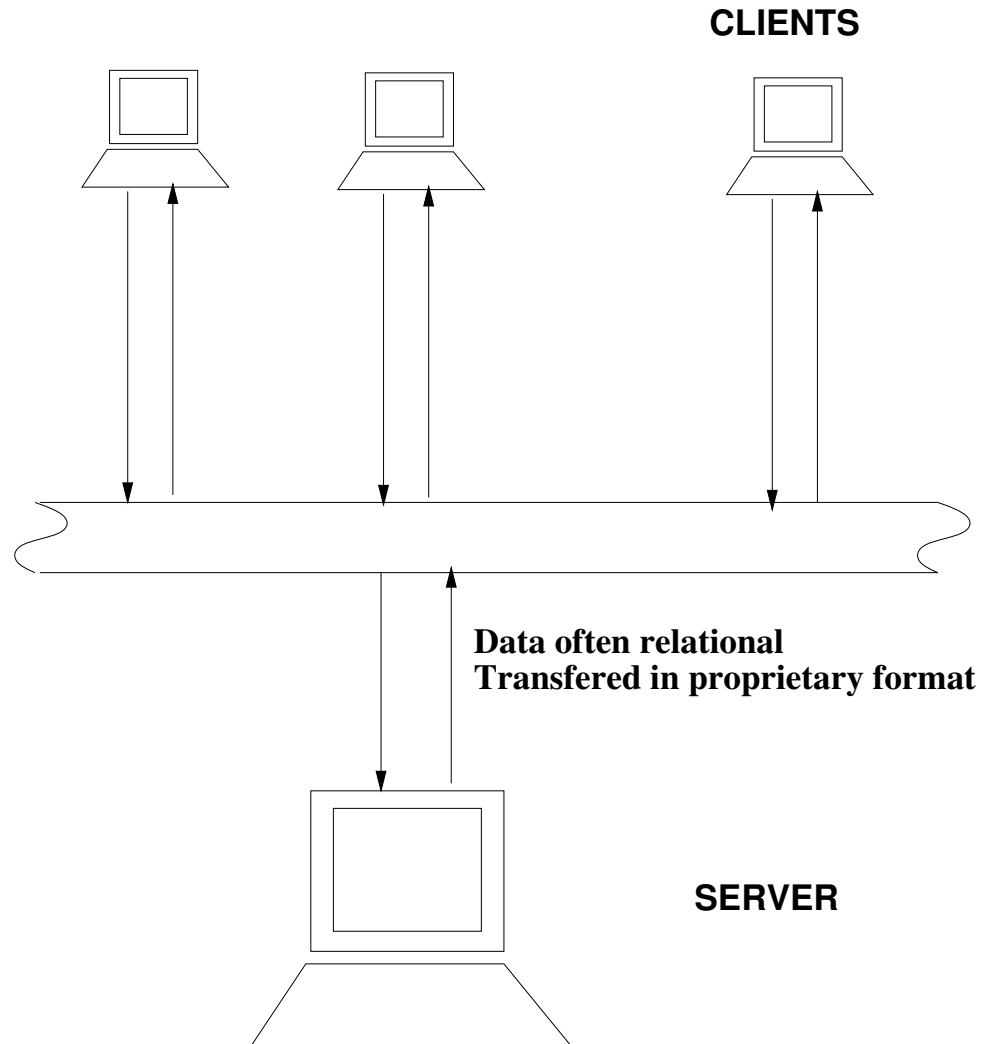 CLIENTS
Data often relational
Transfered in proprietary format
SERVER